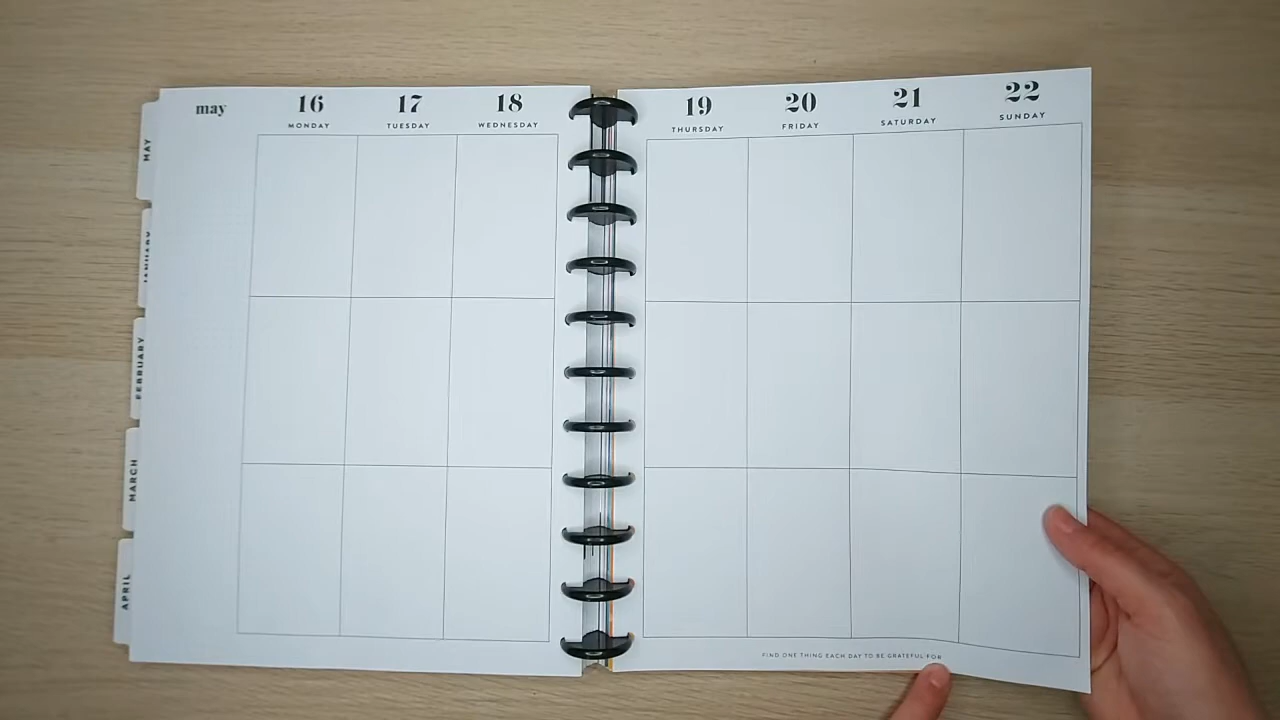 may
16 17 18
MONDAY TUESDAY WEDNESDAY
19 20 21 22
THURSDAY FRIDAY SATURDAY SUNDAY
MAY
JANUARY
FEBRUARY
MARCH
APRIL
FIND ONE THING EACH DAY TO BE GRATEFUL FOR